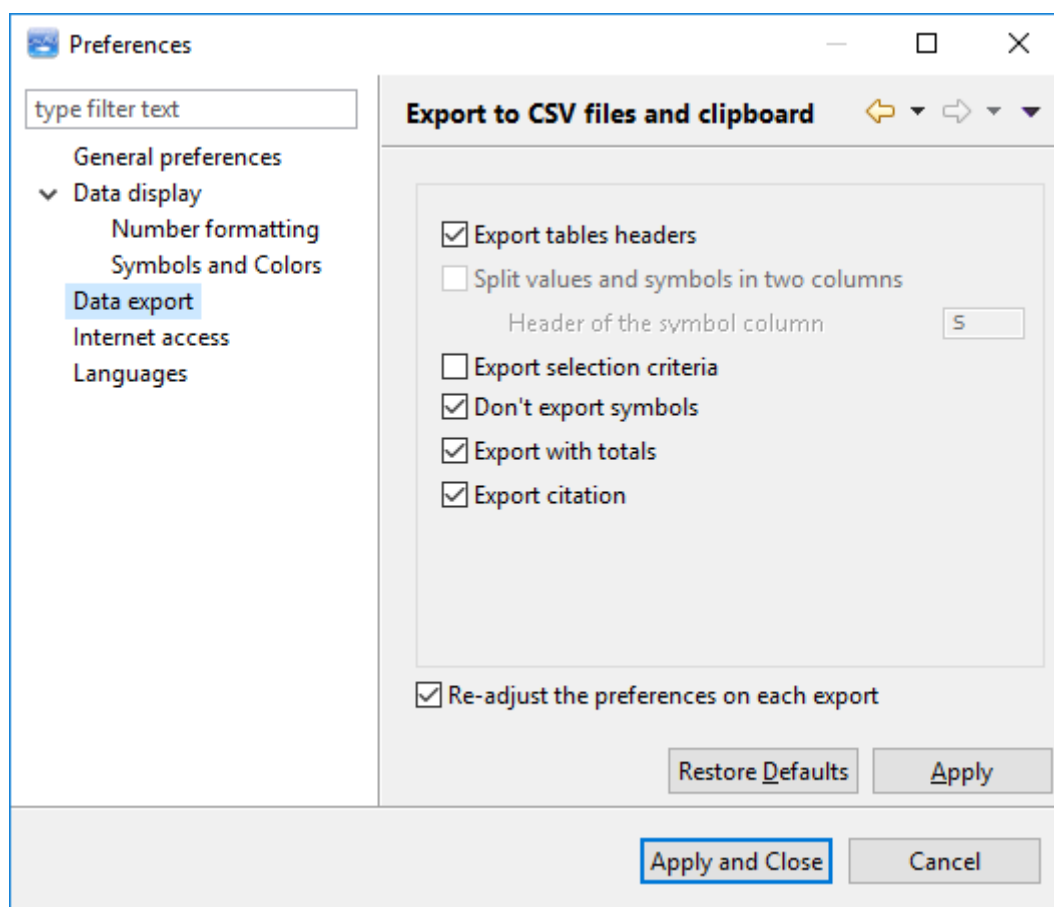 Preferences
type filter text
General preferences
Data display
Number formatting
Symbols and Colors
Data export
Internet access
Languages
Export to CSV files and clipboard
Export tables headers
Split values and symbols in two columns
Header of the symbol column S
Export selection criteria
Don't export symbols
Export with totals
Export citation
Re-adjust the preferences on each export
Restore Defaults Apply
Apply and Close Cancel